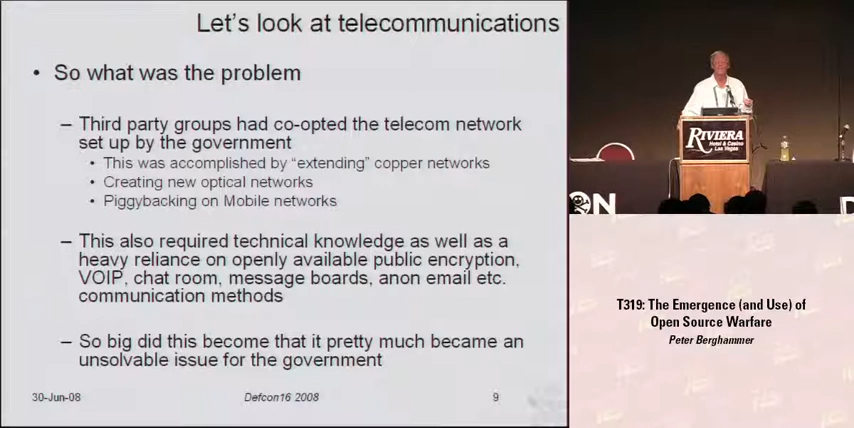 Let's look at telecommunications
• So what was the problem
– Third party groups had co-opted the telecom network
set up by the government
• This was accomplished by “extending” copper networks
• Creating new optical networks
• Piggybacking on Mobile networks
– This also required technical knowledge as well as a
heavy reliance on openly available public encryption,
VOIP, chat room, message boards, anon email etc.
communication methods
– So big did this become that it pretty much became an
unsolvable issue for the government
30-Jun-08
Defcon16 2008
9
RIVIERA
Hotel & Casino
Las Vegas
ON
D
T319: The Emergence (and Use) of
Open Source Warfare
Peter Berghammer